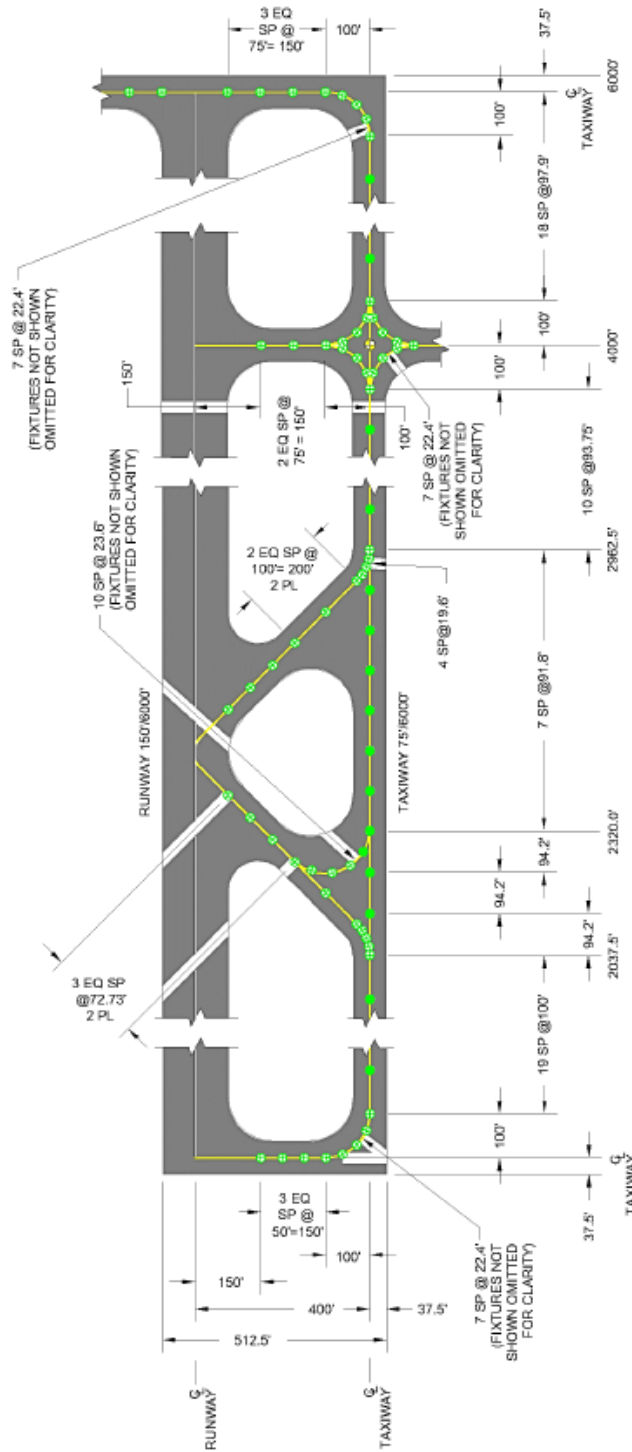 3 EQ
SP @
75'= 150'
100'
37.5'
6000'
100'
℄
TAXIWAY
7 SP @ 22.4'
(FIXTURES NOT SHOWN
OMITTED FOR CLARITY)
18 SP @97.9'
150'
100'
4000'
100'
2 EQ SP @
75' = 150'
100'
7 SP @ 22.4'
(FIXTURES NOT
SHOWN OMITTED
FOR CLARITY)
10 SP @93.75'
10 SP @ 23.6'
(FIXTURES NOT SHOWN
OMITTED FOR CLARITY)
2 EQ SP @
100'= 200'
2 PL
2962.5'
4 SP@19.6'
RUNWAY 150'/6000'
TAXIWAY 75'/6000'
7 SP@91.8'
2320.0'
94.2'
94.2'
94.2'
2037.5'
3 EQ SP
@72.73'
2 PL
19 SP @100'
100'
℄
TAXIWAY
37.5'
3 EQ
SP @
50'=150'
100'
150'
7 SP @ 22.4'
(FIXTURES NOT
SHOWN OMITTED
FOR CLARITY)
400'
37.5'
512.5'
℄
RUNWAY
℄
TAXIWAY